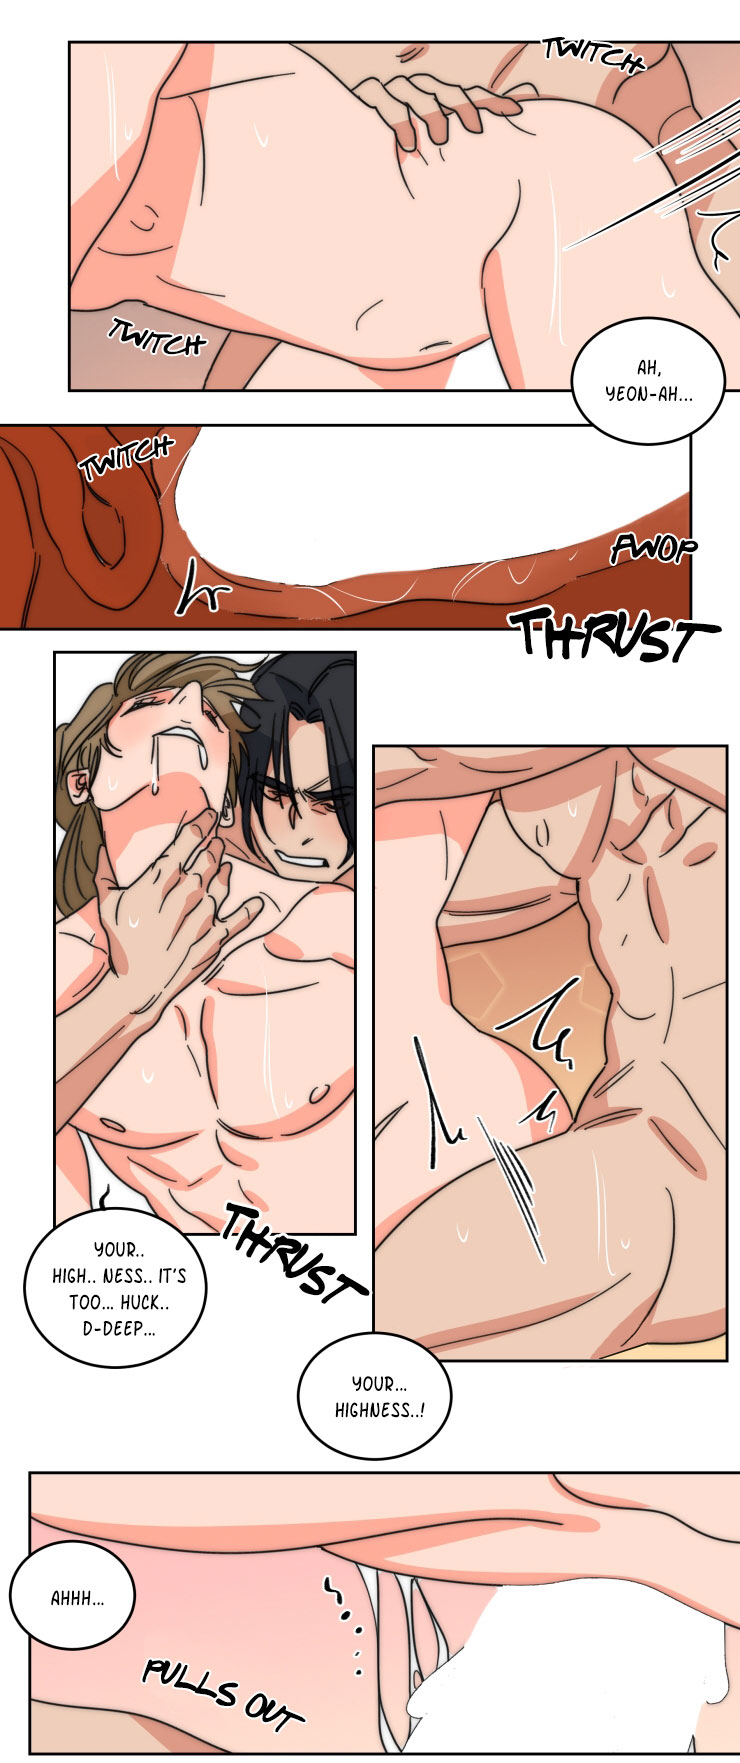 TWITCH
TWITCH
AH,
YEON-AH...
TWITCH
FWOP
THRUST
YOUR..
HIGH.. NESS.. IT'S
TOO... HUCK..
D-DEEP...
THRUST
YOUR...
HIGHNESS..!
AHHH...
PULLS OUT